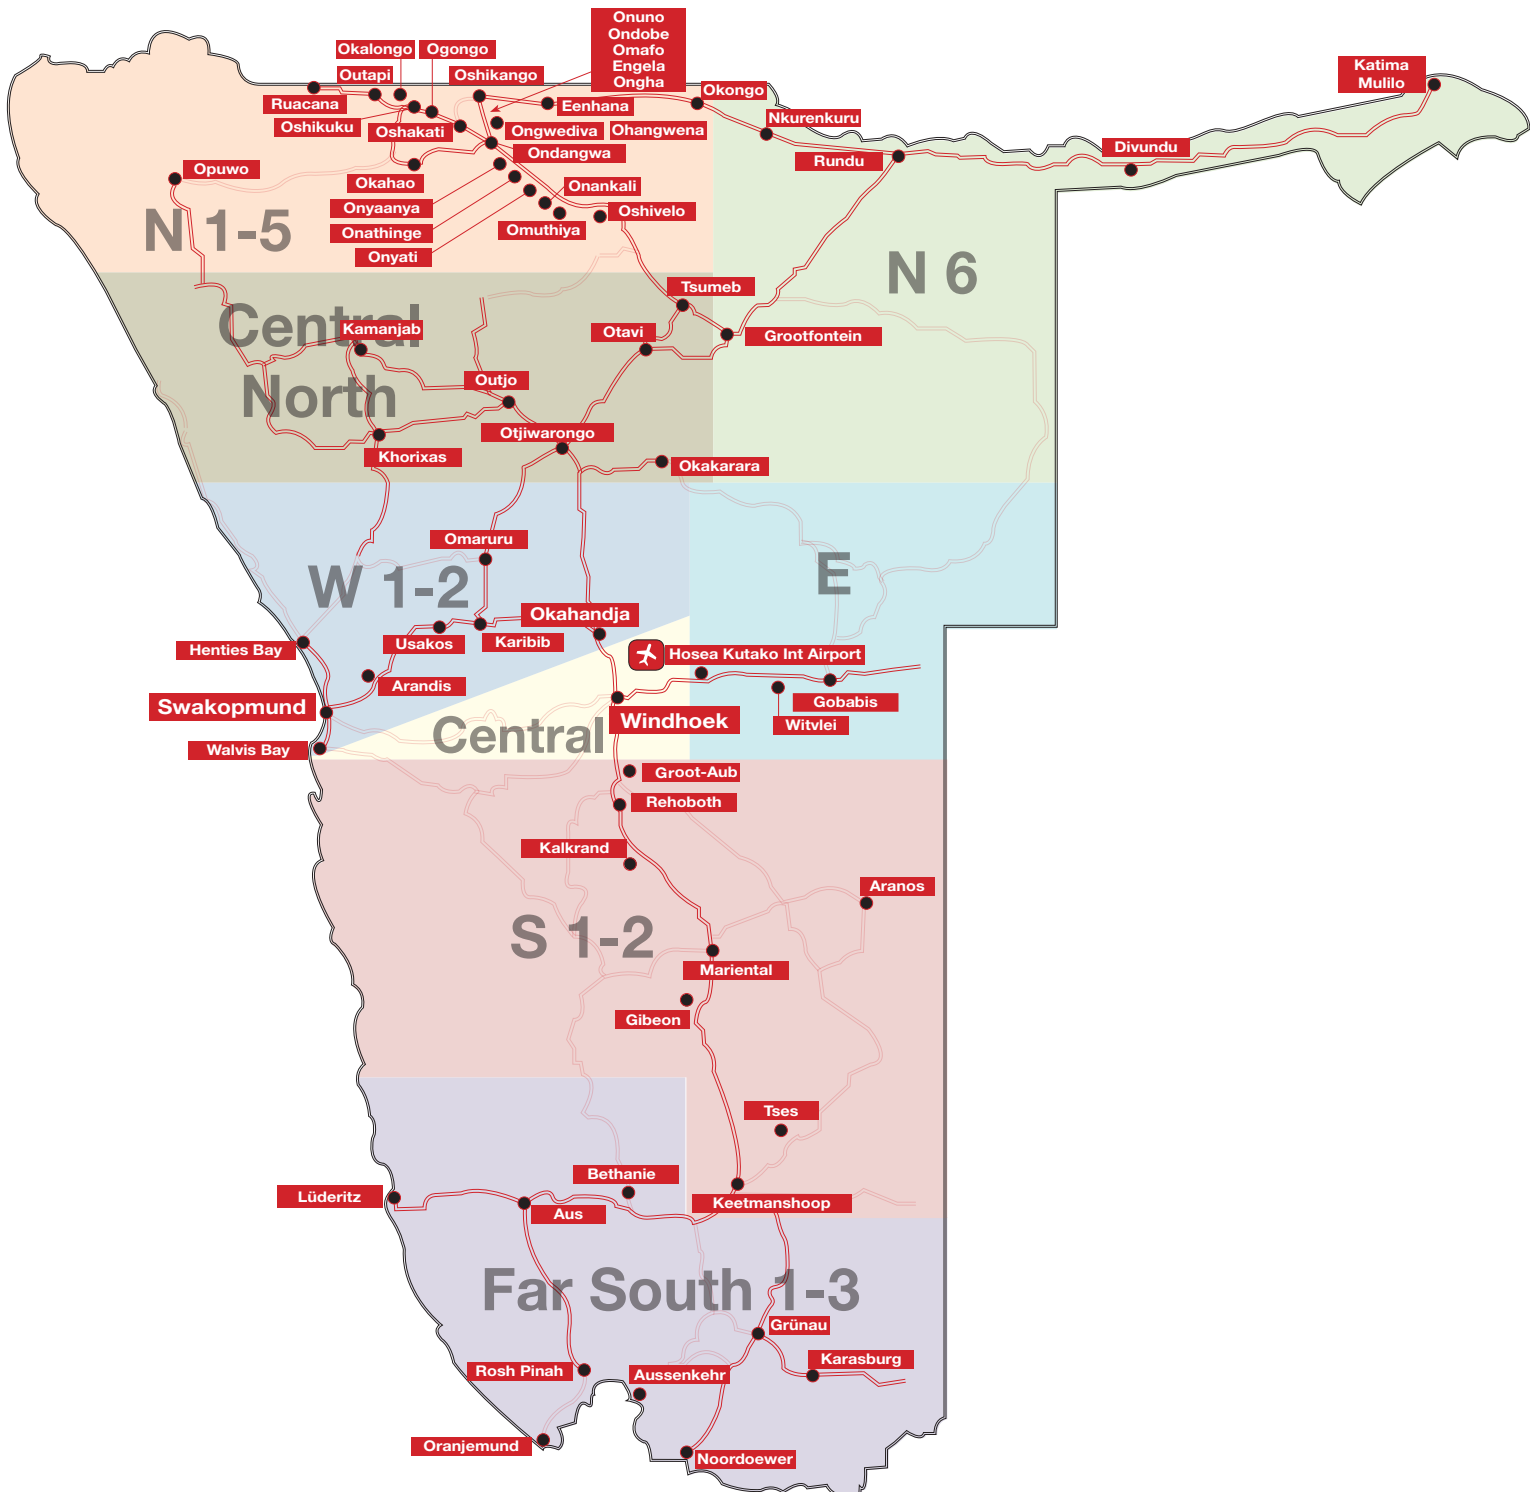 Onuno
Ondobe
Omafo
Engela
Ongha
Okalongo
Ogongo
Outapi
Oshikango
Katima
Mulilo
Okongo
Ruacana
Eenhana
Nkurenkuru
Oshikuku
Oshakati
Ongwediva
Ohangwena
Ondangwa
Rundu
Divundu
Opuwo
Okahao
Onankali
Onyaanya
Oshivelo
Onathinge
Omuthiya
Onyati
N 1-5
N 6
Tsumeb
Central
North
Kamanjab
Otavi
Grootfontein
Outjo
Otjiwarongo
Khorixas
Okakarara
Omaruru
W 1-2
E
Okahandja
Usakos
Karibib
Henties Bay
Hosea Kutako Int Airport
Arandis
Gobabis
Swakopmund
Windhoek
Witvlei
Central
Walvis Bay
Groot-Aub
Rehoboth
Kalkrand
Aranos
S 1-2
Mariental
Gibeon
Tses
Bethanie
Lüderitz
Keetmanshoop
Aus
Far South 1-3
Grünau
Karasburg
Rosh Pinah
Aussenkehr
Oranjemund
Noordoewer